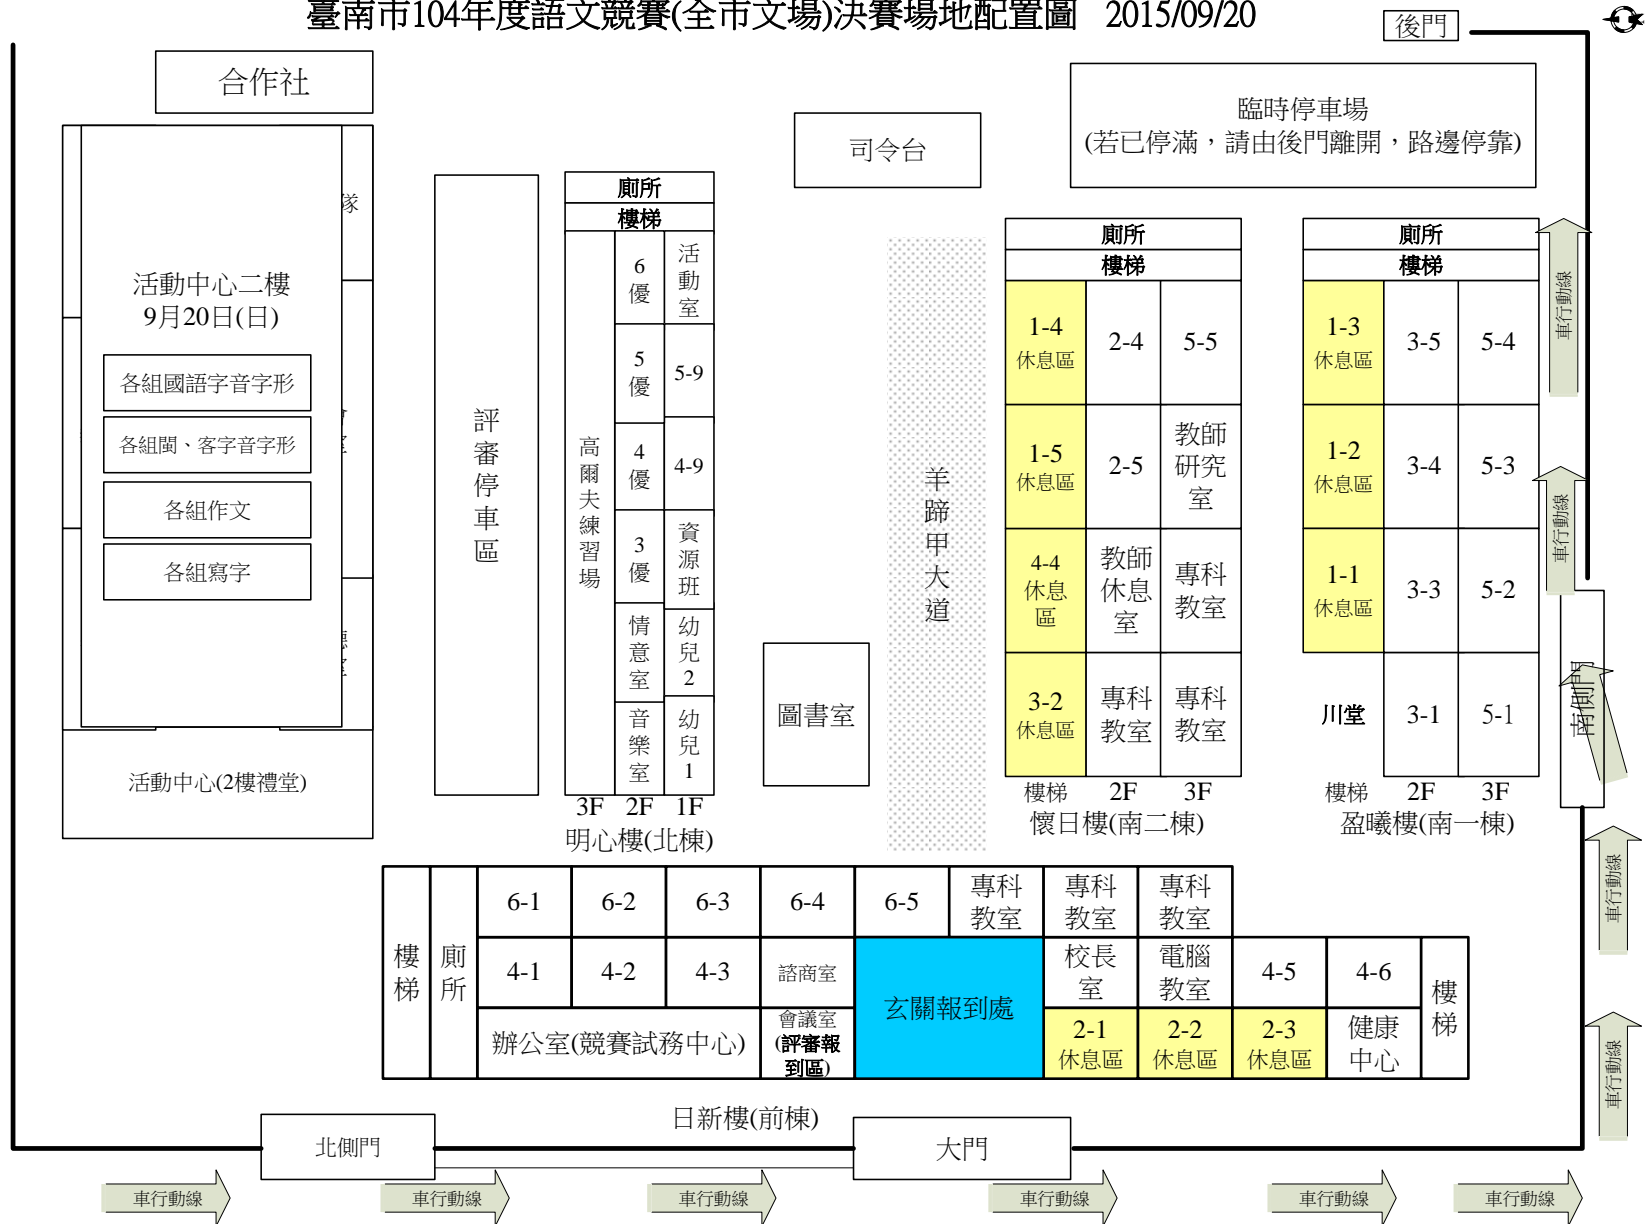 臺南市104年度語文競賽(全市文場)決賽場地配置圖 2015/09/20
後門
合作社
臨時停車場
(若已停滿，請由後門離開，路邊停靠)
司令台
隊
活動中心二樓
9月20日(日)
各組國語字音字形
各組閩、客字音字形
各組作文
各組寫字
活動中心(2樓禮堂)
評審停車區
廁所
樓梯
高爾夫練習場
6優
活動室
5優
5-9
4優
4-9
3優
資源班
情意室
幼兒2
音樂室
幼兒1
3F 2F 1F
明心樓(北棟)
圖書室
羊蹄甲大道
廁所
樓梯
1-4
休息區
2-4
5-5
1-5
休息區
2-5
教師
研究
室
4-4
休息
區
教師
休息
室
專科
教室
3-2
休息區
專科
教室
專科
教室
樓梯 2F 3F
懷日樓(南二棟)
廁所
樓梯
1-3
休息區
3-5
5-4
1-2
休息區
3-4
5-3
1-1
休息區
3-3
5-2
川堂
3-1
5-1
樓梯 2F 3F
盈曦樓(南一棟)
車行動線
車行動線
南側門
車行動線
車行動線
樓梯
廁所
6-1
6-2
6-3
6-4
6-5
專科
教室
專科
教室
專科
教室
4-1
4-2
4-3
諮商室
玄關報到處
校長
室
電腦
教室
4-5
4-6
樓梯
辦公室(競賽試務中心)
會議室
(評審報
到區)
2-1
休息區
2-2
休息區
2-3
休息區
健康
中心
日新樓(前棟)
北側門
大門
車行動線
車行動線
車行動線
車行動線
車行動線
車行動線